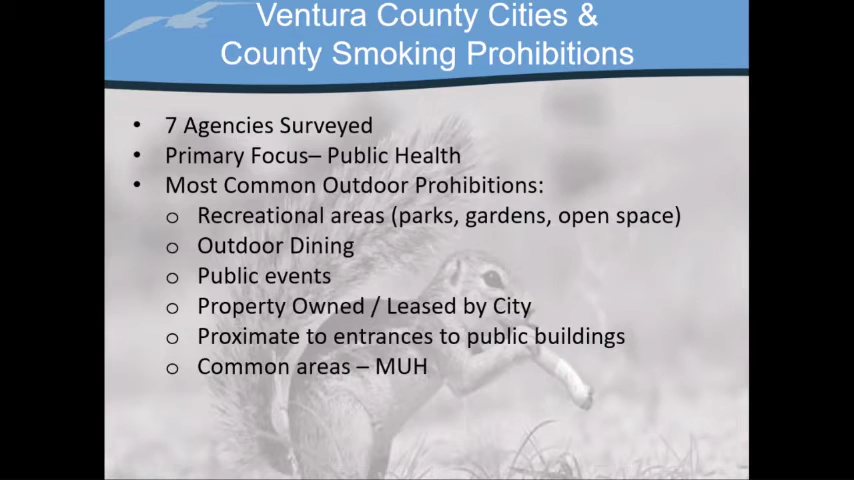 Ventura County Cities &
County Smoking Prohibitions
• 7 Agencies Surveyed
• Primary Focus– Public Health
• Most Common Outdoor Prohibitions:
o Recreational areas (parks, gardens, open space)
o Outdoor Dining
o Public events
o Property Owned / Leased by City
o Proximate to entrances to public buildings
o Common areas – MUH